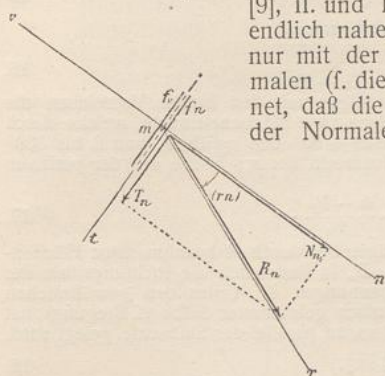 [9], II. und
endlich nahe
nur mit der
malen (ſ. die
net, daß die
der Normale
v
fv fn
m
Tn
(rn)
t
Nn
Rn
n
r